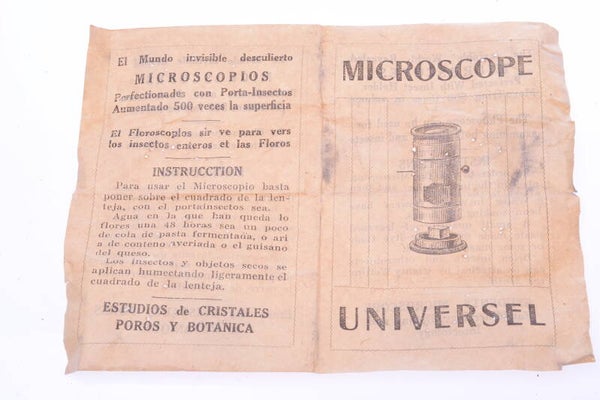 El Mundo invisible descubierto
MICROSCOPIOS
Perfectionades con Porta-Insectos
Aumentado 500 veces la superficia
El Floroscopios sir ve para vers
los insectos enteros et las Floros
INSTRUCCTION
Para usar el Microscopio basta
poner sobre el cuadrado de la len-
teja, con el portainsectos sea.
Agua en la que han queda lo
flores una 48 horas sea un poco
de cola de pasta fermentada, o ari
a de conteno averiada o el guisano
del queso.
Los insectos y objetos secos se
aplican humectando ligeramente el
cuadrado de la lenteja.
ESTUDIOS de CRISTALES
POROS Y BOTANICA
MICROSCOPE
UNIVERSEL